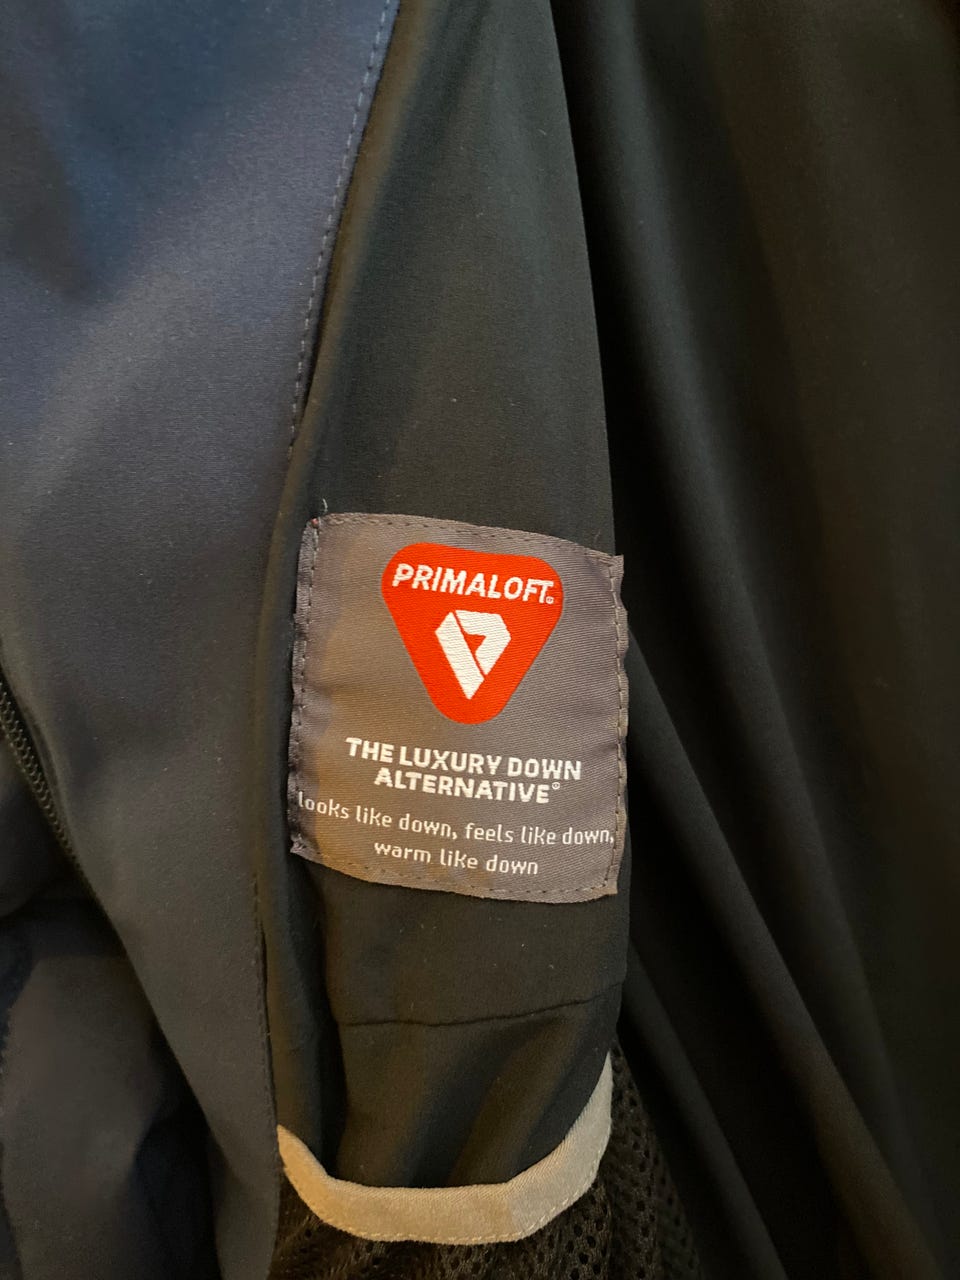 PRIMALOFT®
THE LUXURY DOWN
ALTERNATIVE®
looks like down, feels like down,
warm like down